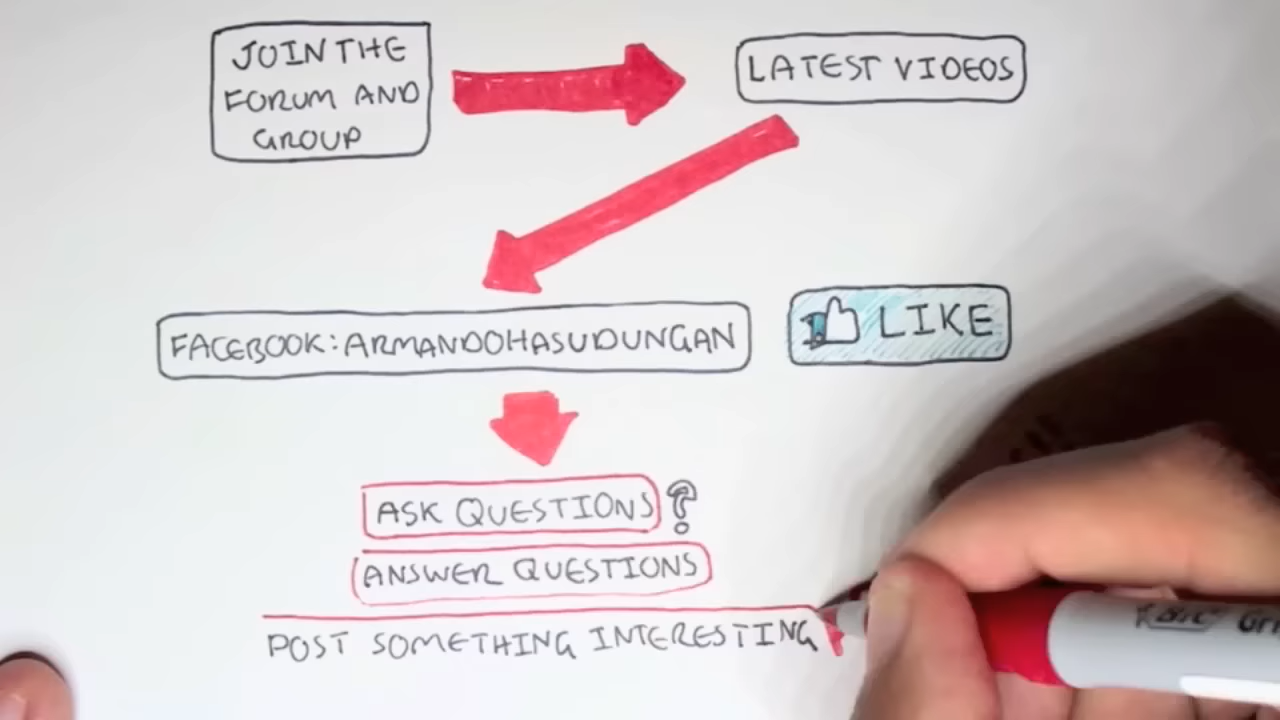 JOIN THE
FORUM AND
GROUP
LATEST VIDEOS
FACEBOOK: ARMANDOHASUDUNGAN
LIKE
ASK QUESTIONS?
ANSWER QUESTIONS
POST SOMETHING INTERESTING
BIC